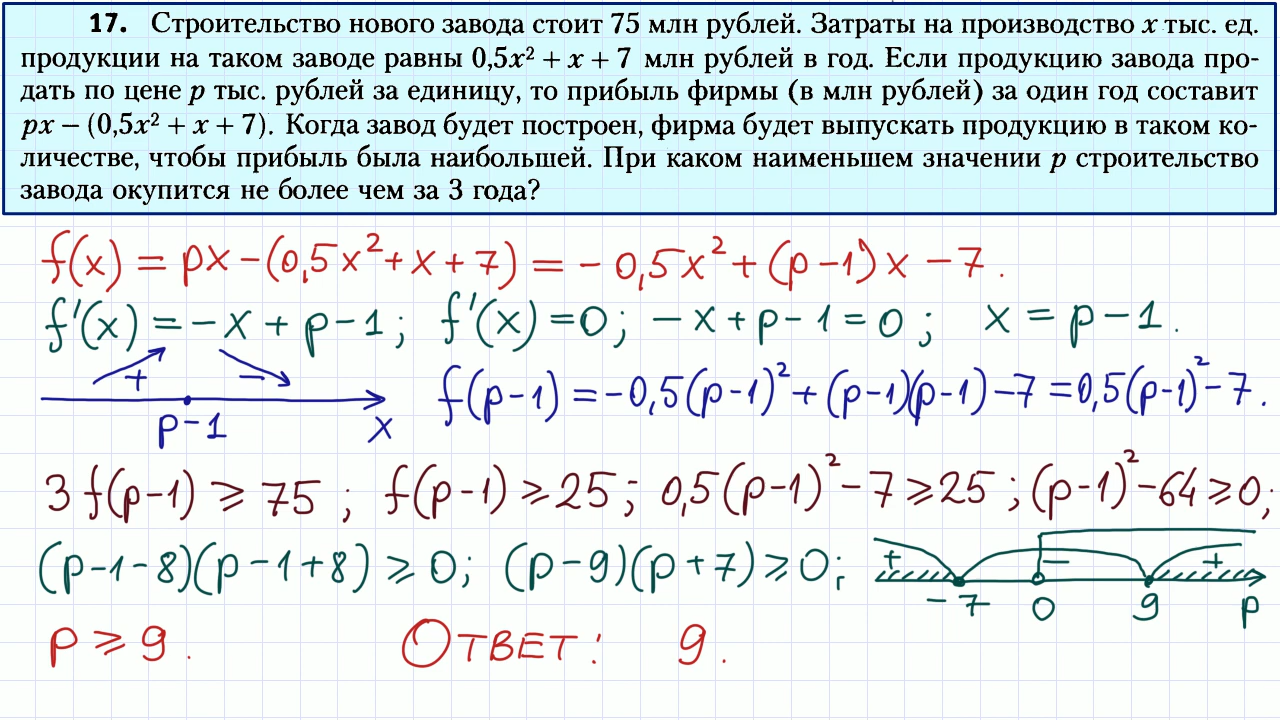 17. Строительство нового завода стоит 75 млн рублей. Затраты на производство x тыс. ед.
продукции на таком заводе равны 0,5x² + x + 7 млн рублей в год. Если продукцию завода про-
дать по цене p тыс. рублей за единицу, то прибыль фирмы (в млн рублей) за один год составит
px − (0,5x² + x + 7). Когда завод будет построен, фирма будет выпускать продукцию в таком ко-
личестве, чтобы прибыль была наибольшей. При каком наименьшем значении p строительство
завода окупится не более чем за 3 года?
f(x) = px − (0,5x² + x + 7) = − 0,5x² + (p − 1)x − 7.
f'(x) = −x + p − 1; f'(x) = 0; −x + p − 1 = 0; x = p − 1.
+ −
p−1 x
f(p−1) = −0,5(p−1)² + (p−1)(p−1) − 7 = 0,5(p−1)² − 7.
3f(p−1) ⩾ 75; f(p−1) ⩾ 25; 0,5(p−1)² − 7 ⩾ 25; (p−1)² − 64 ⩾ 0;
(p−1−8)(p−1+8) ⩾ 0; (p−9)(p+7) ⩾ 0;
+ − +
−7 0 9 p
p ⩾ 9. Ответ: 9.